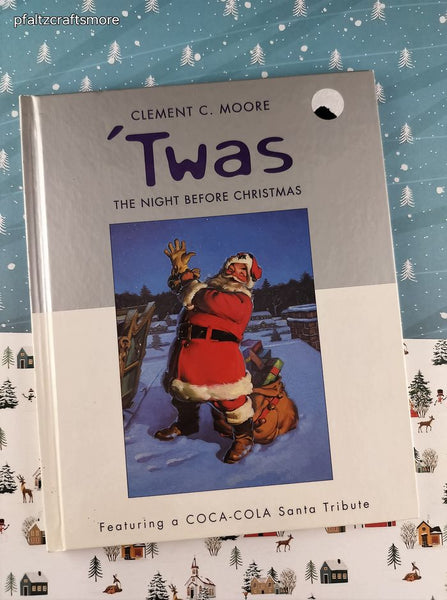 pfaltzcraftsmore
CLEMENT C. MOORE
'Twas
THE NIGHT BEFORE CHRISTMAS
Featuring a COCA-COLA Santa Tribute